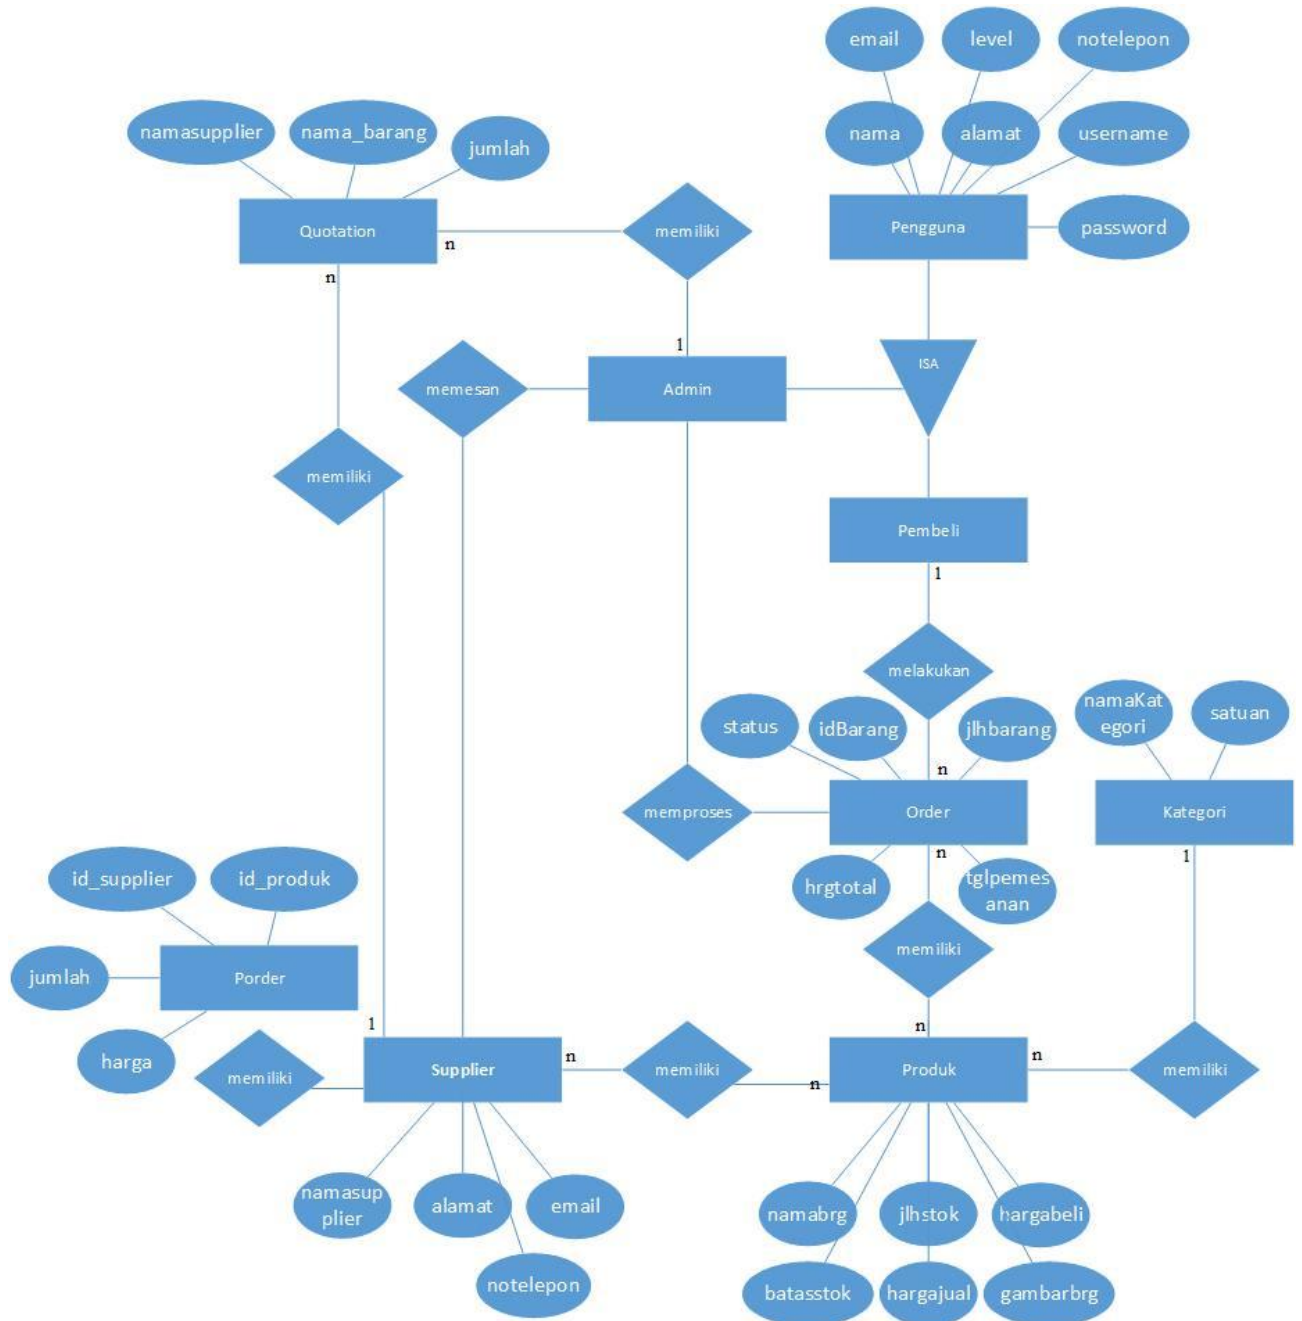 email
level
notelepon
namasupplier
nama_barang
jumlah
nama
alamat
username
Quotation
n
memiliki
Pengguna
password
n
1
ISA
memesan
Admin
memiliki
Pembeli
1
melakukan
namaKat
egori
satuan
status
idBarang
jlhbarang
n
memproses
Order
Kategori
n
1
id_supplier
id_produk
hrgtotal
tglpemes
anan
memiliki
jumlah
Porder
1
n
harga
memiliki
Supplier
n
memiliki
n
Produk
n
memiliki
namasup
plier
alamat
email
namabrg
jlhstok
hargabeli
notelepon
batasstok
hargajual
gambarbrg